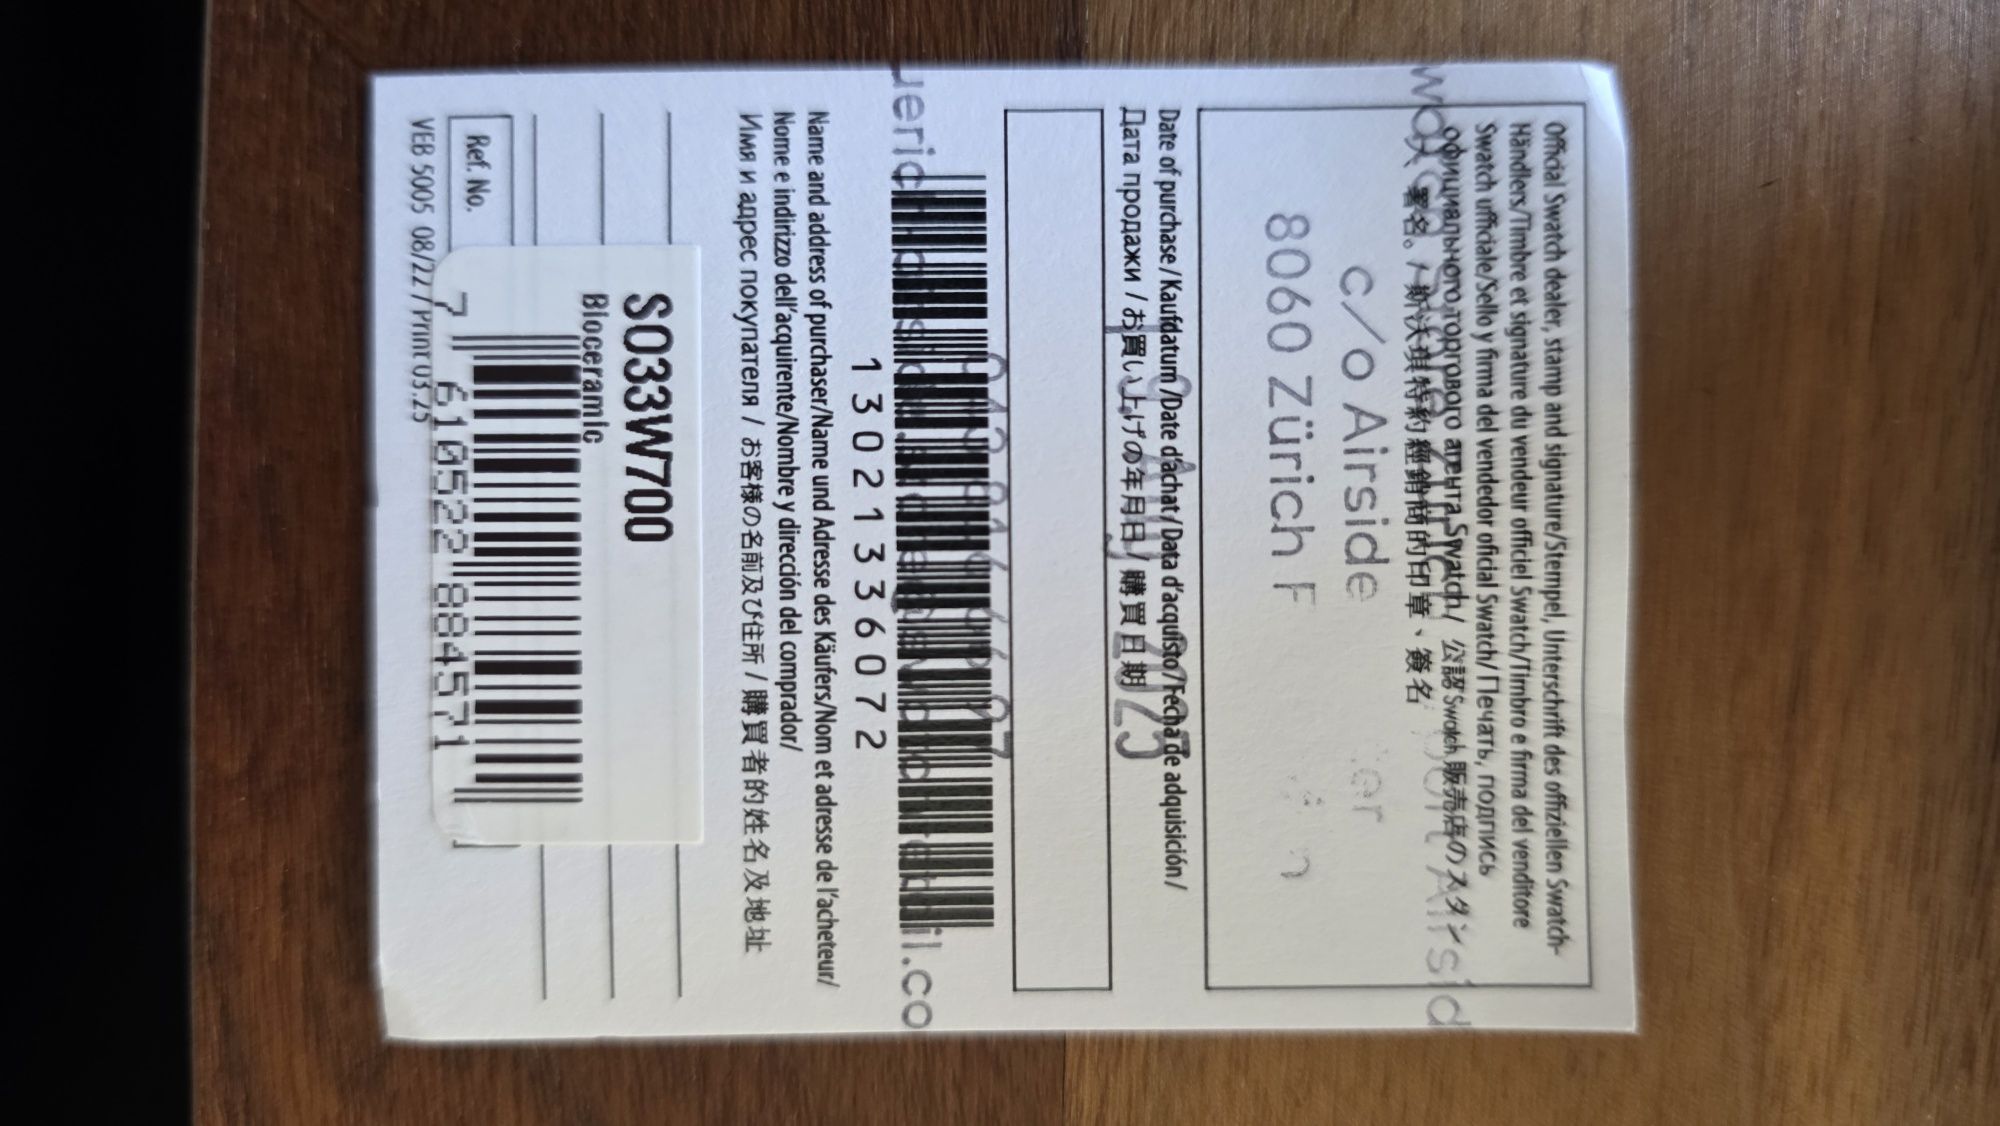 Official Swatch dealer, stamp and signature/Stempel, Unterschrift des offiziellen Swatch-
Händlers/Timbre et signature du vendeur officiel Swatch/Timbro e firma del venditore
Swatch ufficiale/Sello y firma del vendedor oficial Swatch/ Печать, подпись
официального торгового агента Swatch/ 公認 Swatch 販売店のスタンス
署名。/ 斯沃琪特約經銷商的印章、簽名
c/o Airside
8060 Zürich F
Date of purchase/Kaufdatum/Date d'achat/Data d'acquisto/Fecha de adquisición/
Дата продажи / お買い上げの年月日/ 購買日期
2025
13021336072
Name and address of purchaser/Name und Adresse des Käufers/Nom et adresse de l'acheteur/
Nome e indirizzo dell'acquirente/Nombre y dirección del comprador/
Имя и адрес покупателя / お客様の名前及び住所 / 購買者的姓名及地址
SO33W700
Bioceramic
7 610522 884571
Ref. No.
VEB 5005 08/22 / Print 03.25